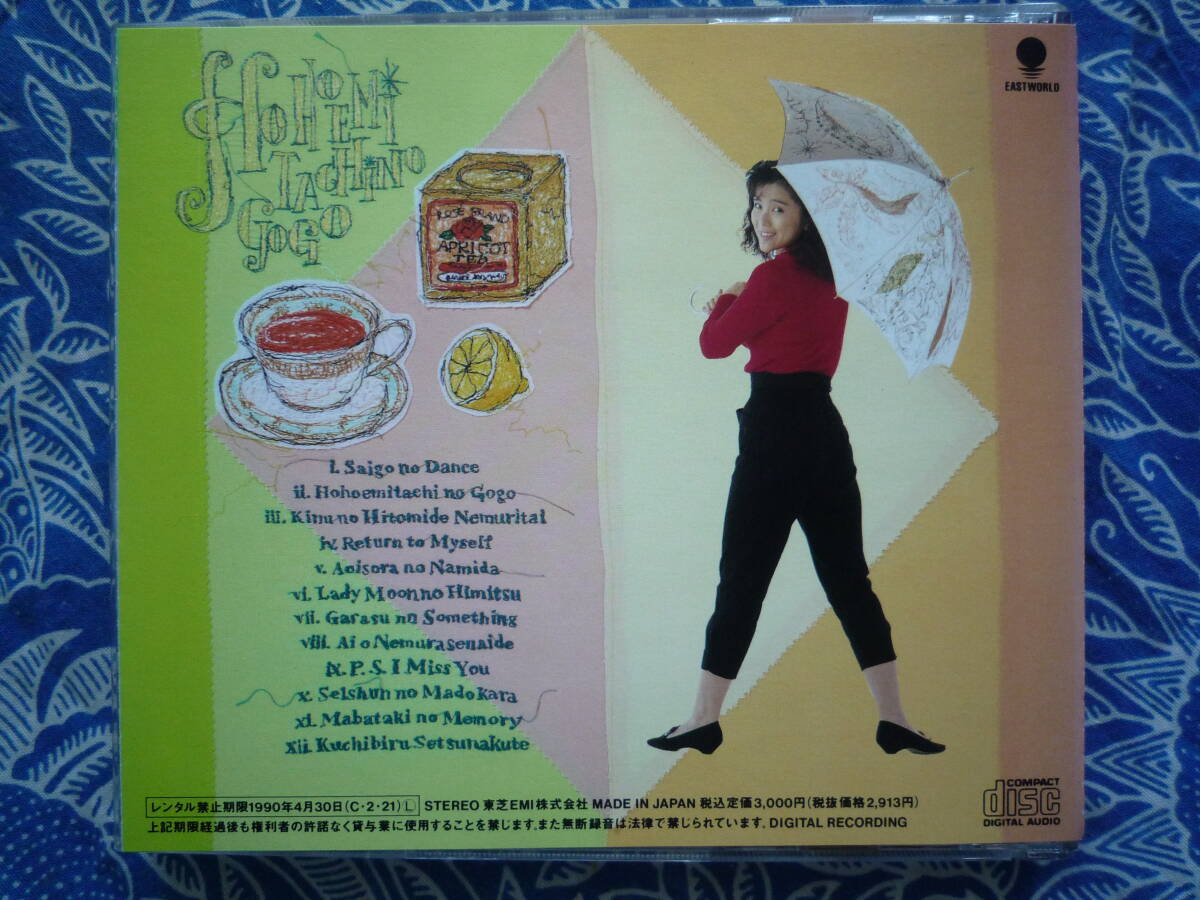 HOHOEMI
TACHINO
GOGO
ROSE BRAND
APRICOT
TEA
EASTWORLD
i. Saigo no Dance
ii. Hohoemitachi no Gogo
iii. Kinu no Hitomide Nemuritai
iv. Return to Myself
v. Aoisora no Namida
vi. Lady Moon no Himitsu
vii. Garasu no Something
viii. Ai o Nemurasenaide
ix. P. S. I Miss You
x. Seishun no Mado kara
xi. Mabataki no Memory
xii. Kuchibiru Setsunakute
レンタル禁止期限1990年4月30日(C・2・21)Ⓛ STEREO 東芝EMI株式会社 MADE IN JAPAN 税込定価3,000円(税抜価格2,913円)
上記期限経過後も権利者の許諾なく貸与業に使用することを禁じます。また無断録音は法律で禁じられています。DIGITAL RECORDING
COMPACT
disc
DIGITAL AUDIO